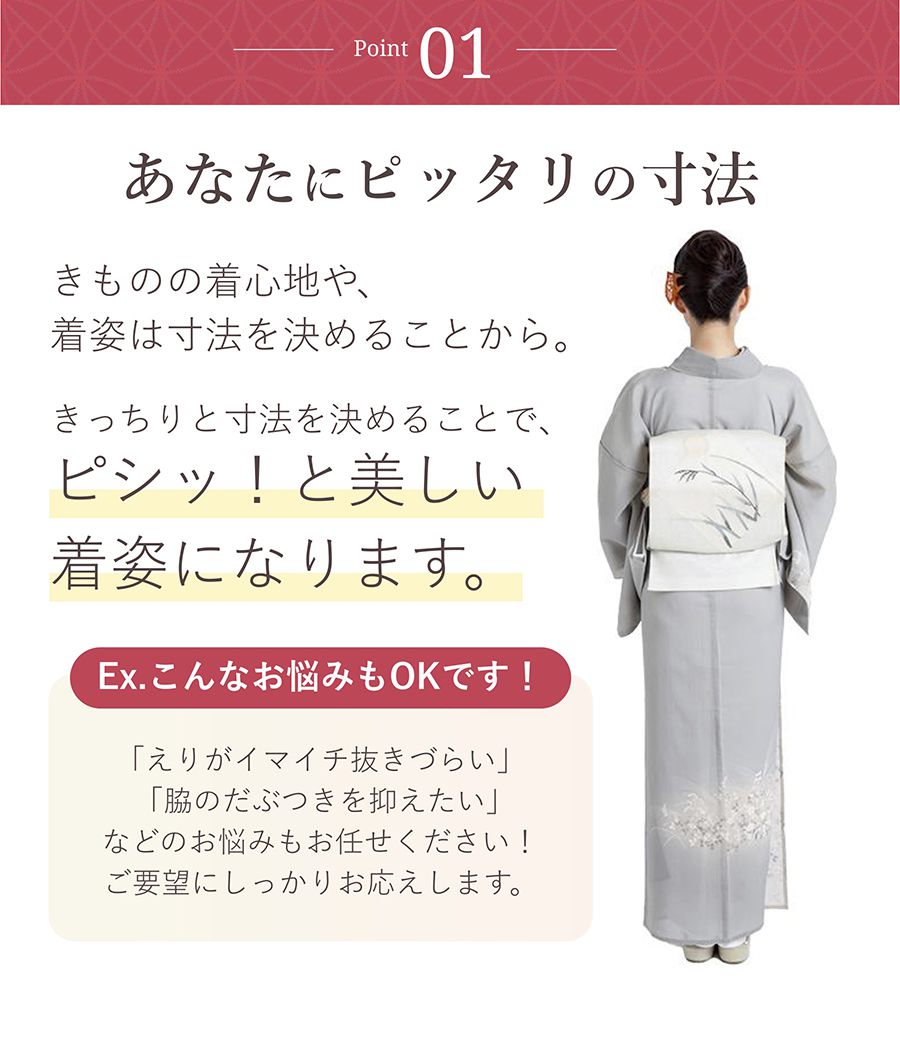 Point 01
あなたにピッタリの寸法
きものの着心地や、
着姿は寸法を決めることから。
きっちりと寸法を決めることで、
ピシッ！と美しい
着姿になります。
Ex.こんなお悩みもOKです！
「えりがイマイチ抜きづらい」
「脇のだぶつきを抑えたい」
などのお悩みもお任せください！
ご要望にしっかりお応えします。